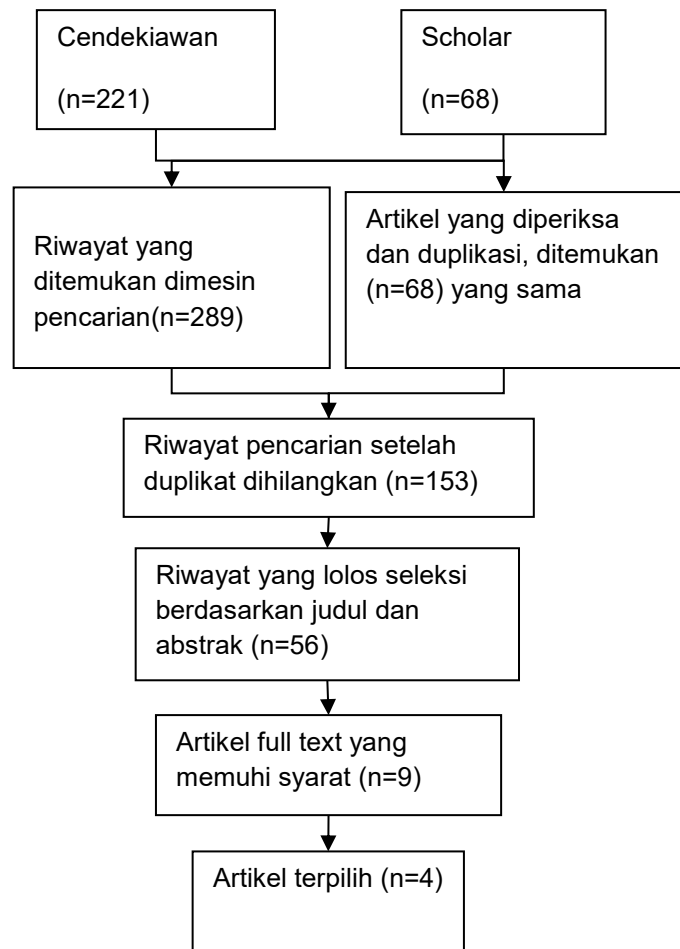 Cendekiawan
(n=221)
Scholar
(n=68)
Riwayat yang
ditemukan dimesin
pencarian(n=289)
Artikel yang diperiksa
dan duplikasi, ditemukan
(n=68) yang sama
Riwayat pencarian setelah
duplikat dihilangkan (n=153)
Riwayat yang lolos seleksi
berdasarkan judul dan
abstrak (n=56)
Artikel full text yang
memuhi syarat (n=9)
Artikel terpilih (n=4)